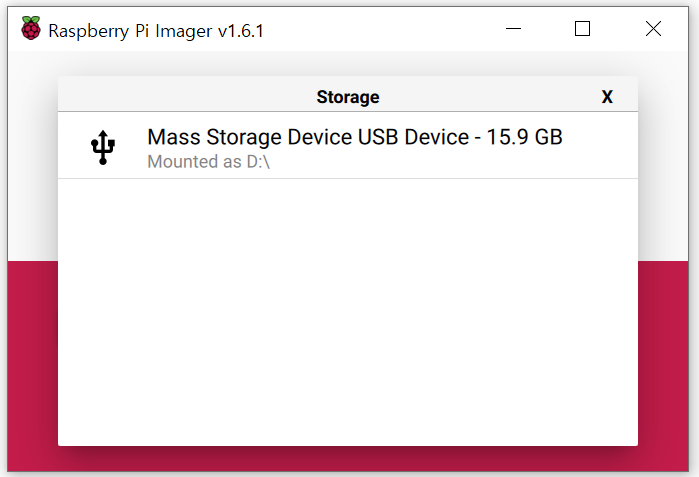 Raspberry Pi Imager v1.6.1
Storage X
Mass Storage Device USB Device - 15.9 GB
Mounted as D:\